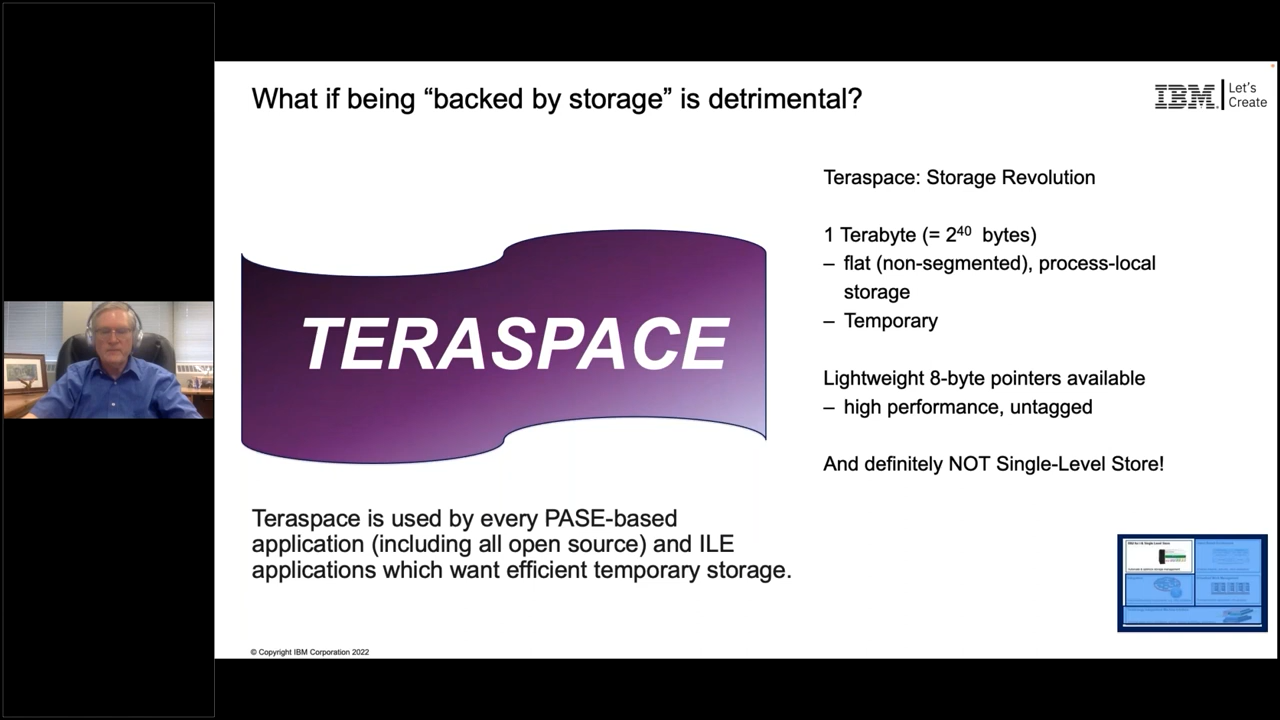 What if being “backed by storage” is detrimental?
IBM
Let’s
Create
TERASPACE
Teraspace: Storage Revolution
1 Terabyte (= 2⁴⁰ bytes)
– flat (non-segmented), process-local
storage
– Temporary
Lightweight 8-byte pointers available
– high performance, untagged
And definitely NOT Single-Level Store!
Teraspace is used by every PASE-based
application (including all open source) and ILE
applications which want efficient temporary storage.
© Copyright IBM Corporation 2022